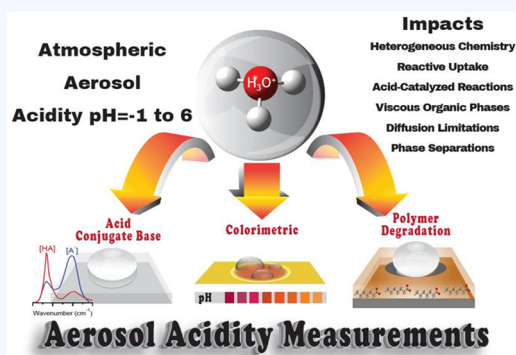 Atmospheric
Aerosol
Acidity pH=-1 to 6
H₃O⁺
Impacts
Heterogeneous Chemistry
Reactive Uptake
Acid-Catalyzed Reactions
Viscous Organic Phases
Diffusion Limitations
Phase Separations
Acid
Conjugate Base
[HA] [A⁻]
Wavenumber (cm⁻¹)
Colorimetric
pH
Polymer
Degradation
Aerosol Acidity Measurements